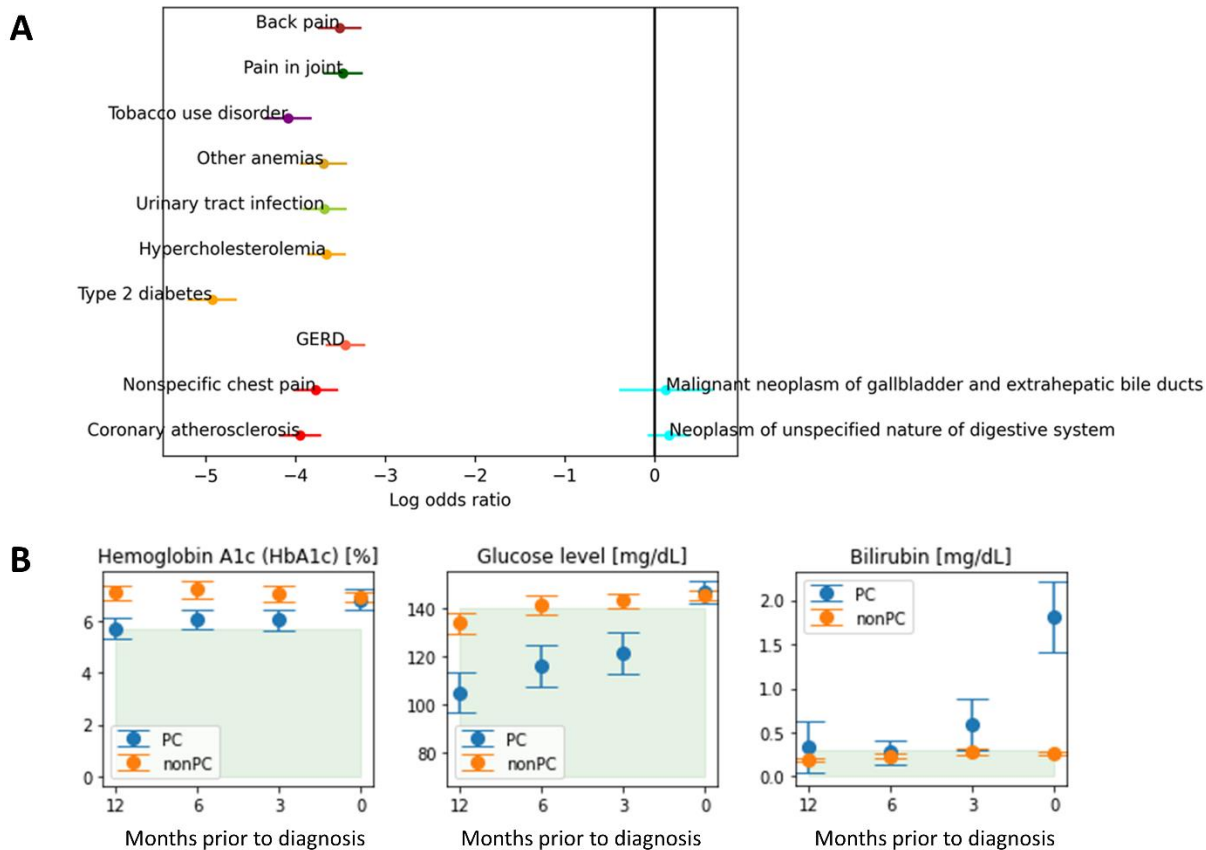 A
Back pain
Pain in joint
Tobacco use disorder
Other anemias
Urinary tract infection
Hypercholesterolemia
Type 2 diabetes
GERD
Nonspecific chest pain
Malignant neoplasm of gallbladder and extrahepatic bile ducts
Coronary atherosclerosis
Neoplasm of unspecified nature of digestive system
−5 −4 −3 −2 −1 0
Log odds ratio
B
Hemoglobin A1c (HbA1c) [%]
6
4
2
0
PC
nonPC
12 6 3 0
Months prior to diagnosis
Glucose level [mg/dL]
140
120
100
80
PC
nonPC
12 6 3 0
Months prior to diagnosis
Bilirubin [mg/dL]
2.0
1.5
1.0
0.5
0.0
PC
nonPC
12 6 3 0
Months prior to diagnosis